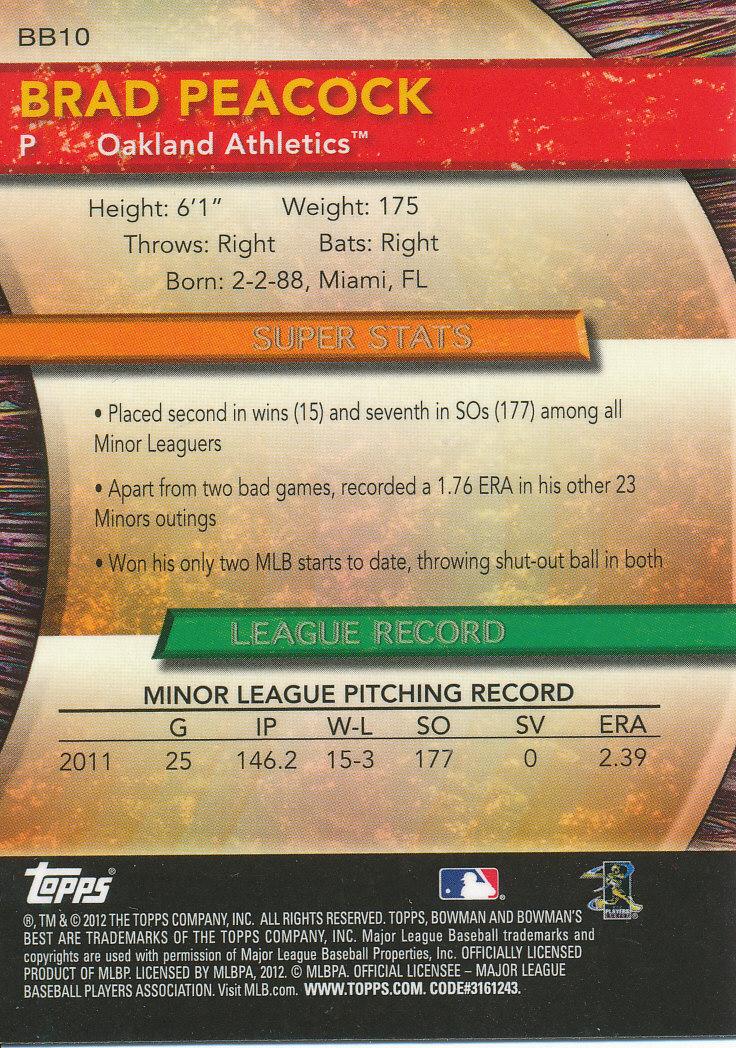 BB10
BRAD PEACOCK
P Oakland Athletics™
Height: 6'1" Weight: 175
Throws: Right Bats: Right
Born: 2-2-88, Miami, FL
SUPER STATS
• Placed second in wins (15) and seventh in SOs (177) among all
Minor Leaguers
• Apart from two bad games, recorded a 1.76 ERA in his other 23
Minors outings
• Won his only two MLB starts to date, throwing shut-out ball in both
LEAGUE RECORD
MINOR LEAGUE PITCHING RECORD
G IP W-L SO SV ERA
2011 25 146.2 15-3 177 0 2.39
TOPPS®
®, TM & © 2012 THE TOPPS COMPANY, INC. ALL RIGHTS RESERVED. TOPPS, BOWMAN AND BOWMAN'S
BEST ARE TRADEMARKS OF THE TOPPS COMPANY, INC. Major League Baseball trademarks and
copyrights are used with permission of Major League Baseball Properties, Inc. OFFICIALLY LICENSED
PRODUCT OF MLBP. LICENSED BY MLBPA, 2012. © MLBPA. OFFICIAL LICENSEE – MAJOR LEAGUE
BASEBALL PLAYERS ASSOCIATION. Visit MLB.com. WWW.TOPPS.COM. CODE#3161243.